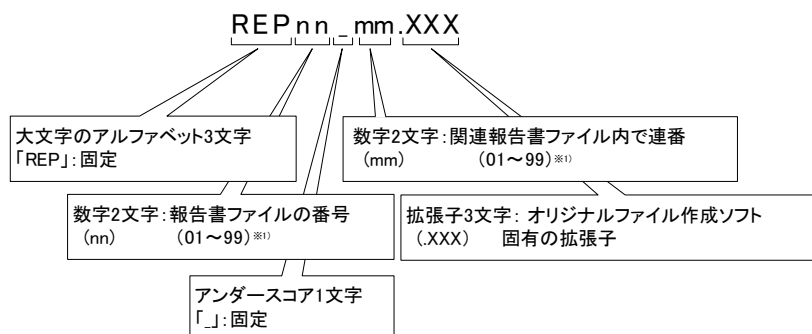 REPnn_mm.XXX
大文字のアルファベット3文字
「REP」:固定
数字2文字:関連報告書ファイル内で連番
(mm) (01～99)※1)
数字2文字:報告書ファイルの番号
(nn) (01～99)※1)
拡張子3文字: オリジナルファイル作成ソフト
(.XXX) 固有の拡張子
アンダースコア1文字
「_」:固定